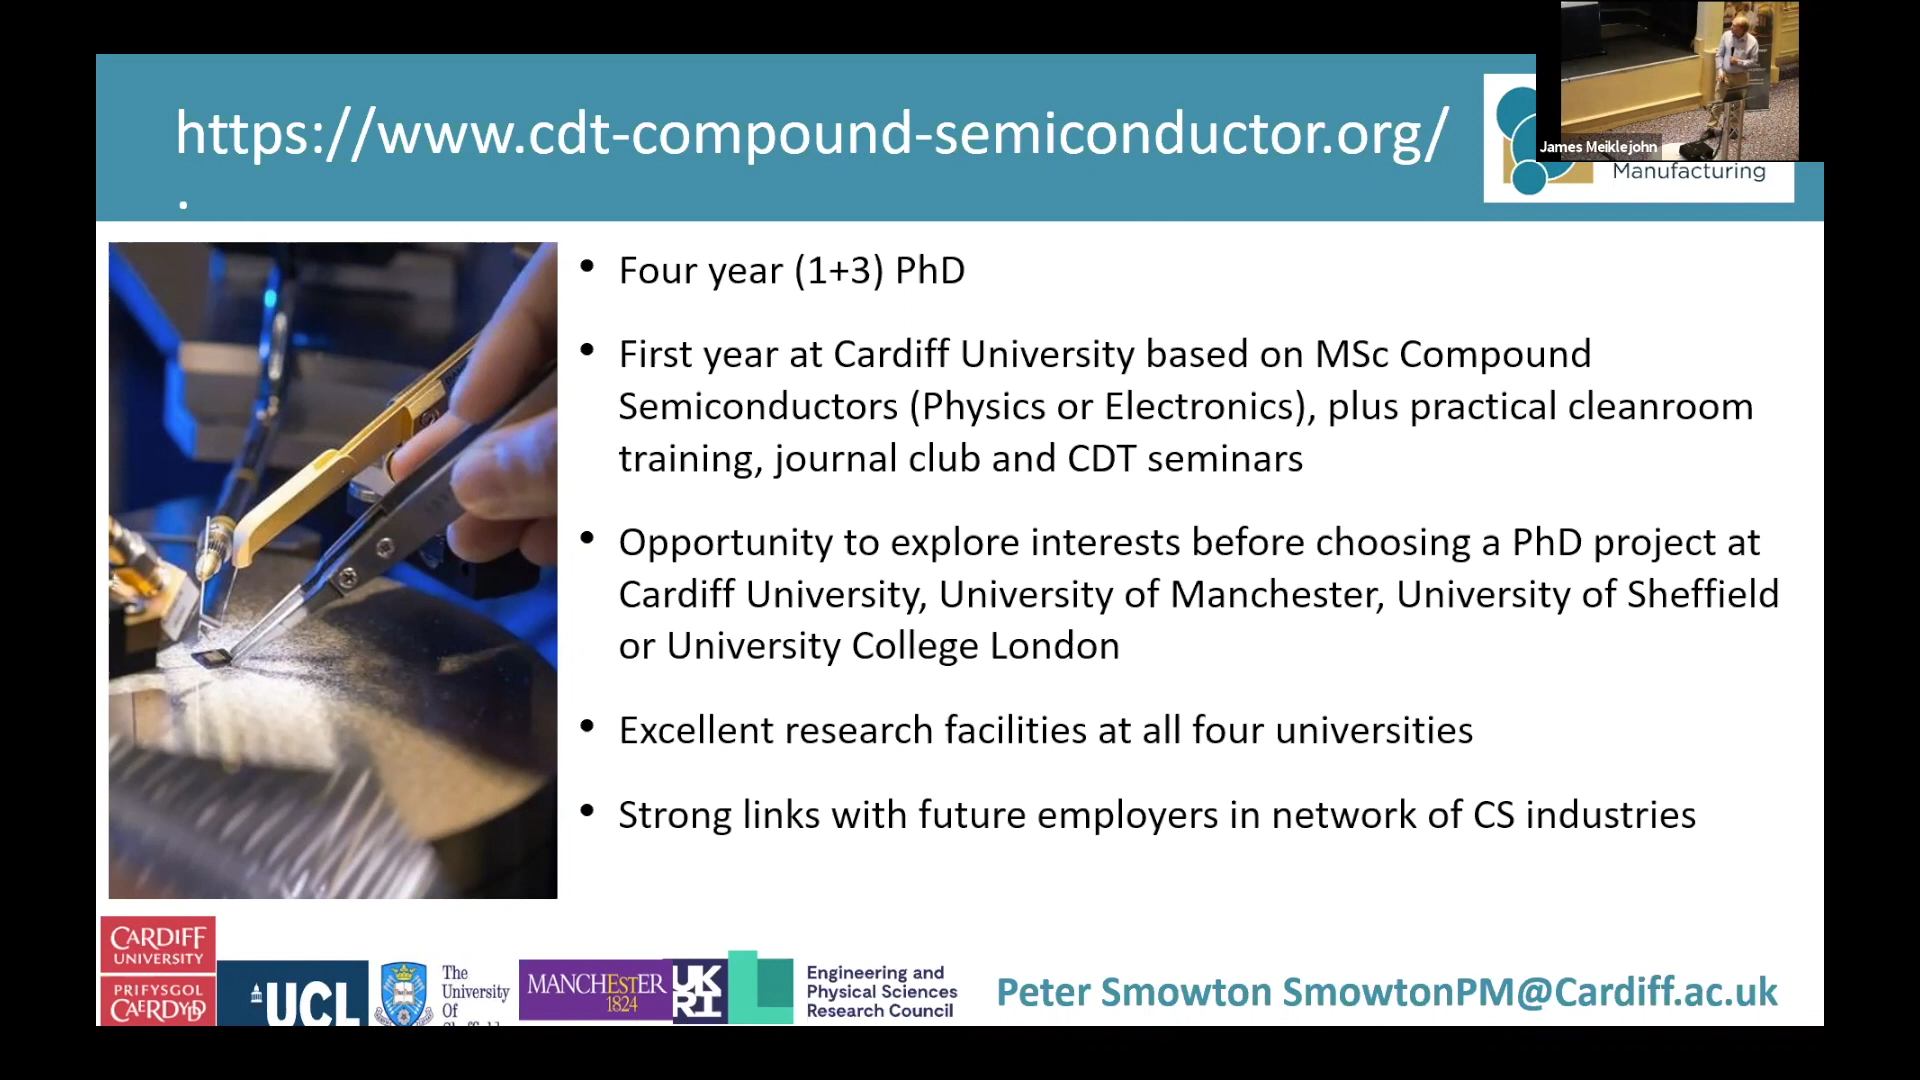 https://www.cdt-compound-semiconductor.org/
.
James Meiklejohn
Manufacturing
• Four year (1+3) PhD
• First year at Cardiff University based on MSc Compound
Semiconductors (Physics or Electronics), plus practical cleanroom
training, journal club and CDT seminars
• Opportunity to explore interests before choosing a PhD project at
Cardiff University, University of Manchester, University of Sheffield
or University College London
• Excellent research facilities at all four universities
• Strong links with future employers in network of CS industries
CARDIFF
UNIVERSITY
PRIFYSGOL
CAERDYDD
UCL
The
University
Of
MANCHESTER
1824
UK
RI
Engineering and
Physical Sciences
Research Council
Peter Smowton SmowtonPM@Cardiff.ac.uk